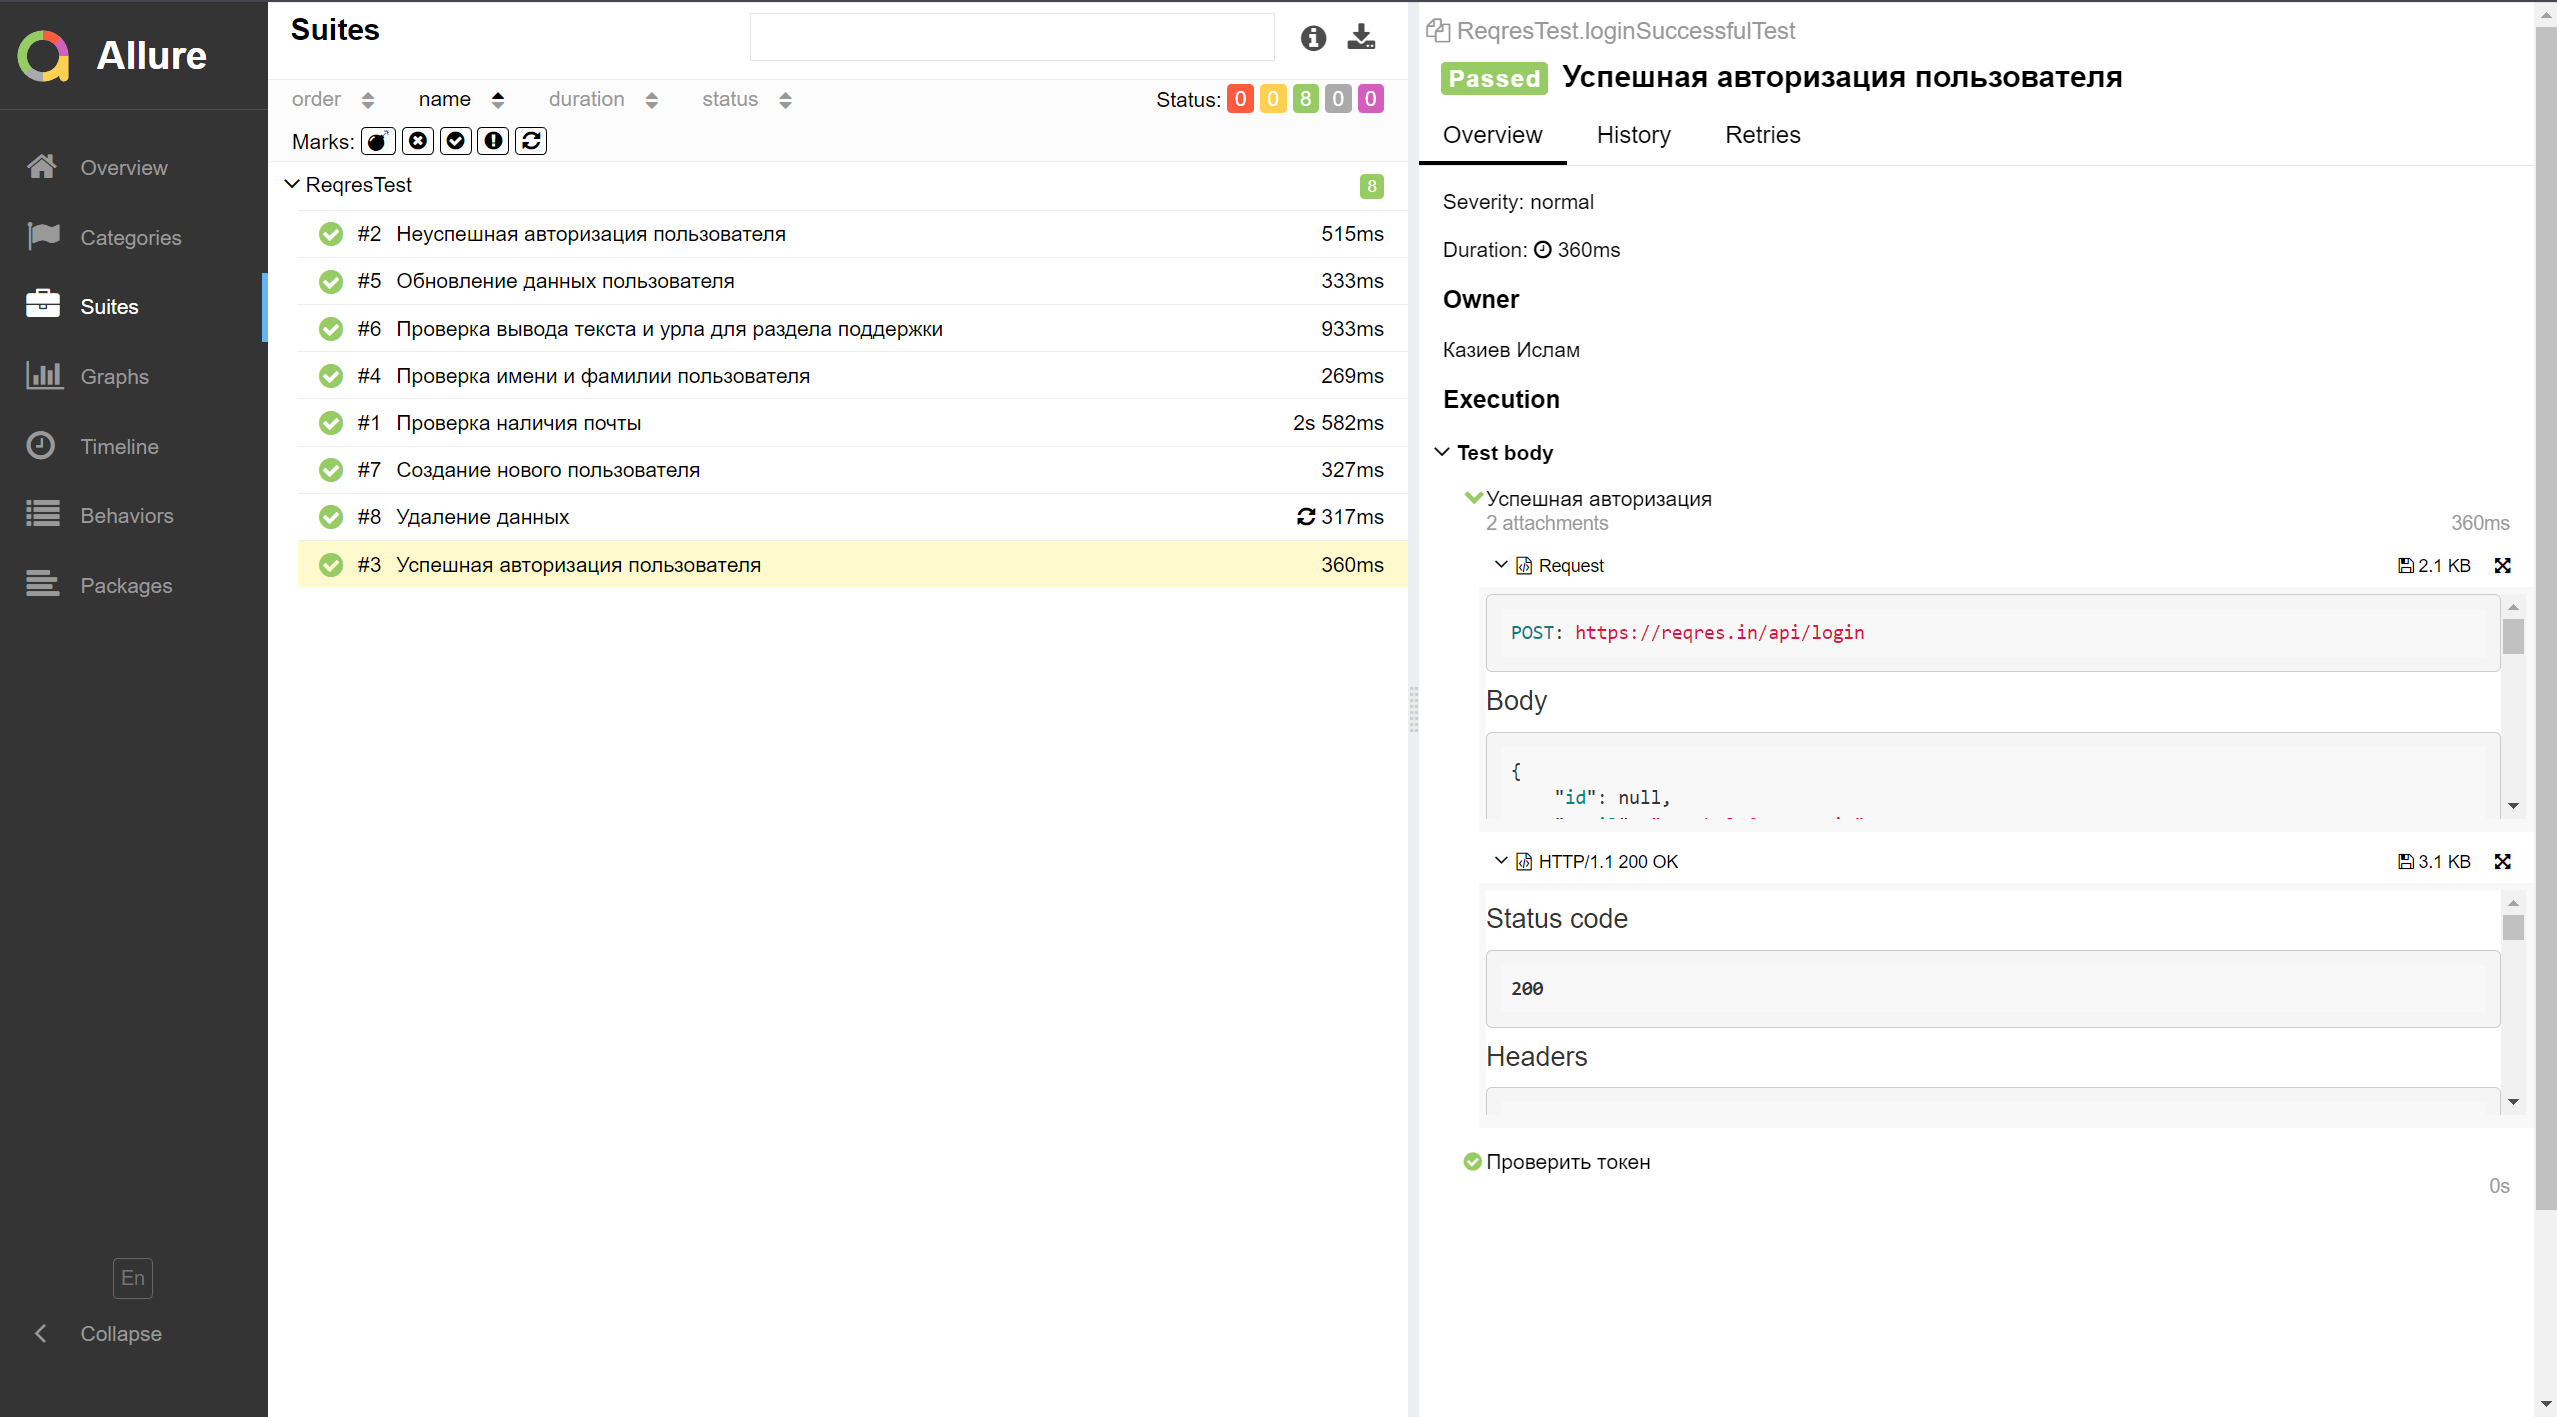 Allure
Overview
Categories
Suites
Graphs
Timeline
Behaviors
Packages
En
Collapse
Suites
order name duration status
Status: 0 0 8 0 0
Marks:
ReqresTest 8
#2 Неуспешная авторизация пользователя 515ms
#5 Обновление данных пользователя 333ms
#6 Проверка вывода текста и урла для раздела поддержки 933ms
#4 Проверка имени и фамилии пользователя 269ms
#1 Проверка наличия почты 2s 582ms
#7 Создание нового пользователя 327ms
#8 Удаление данных 317ms
#3 Успешная авторизация пользователя 360ms
ReqresTest.loginSuccessfulTest
Passed Успешная авторизация пользователя
Overview History Retries
Severity: normal
Duration: 360ms
Owner
Казиев Ислам
Execution
Test body
Успешная авторизация
2 attachments 360ms
Request 2.1 KB
POST: https://reqres.in/api/login
Body
{
"id": null,
HTTP/1.1 200 OK 3.1 KB
Status code
200
Headers
Проверить токен
0s